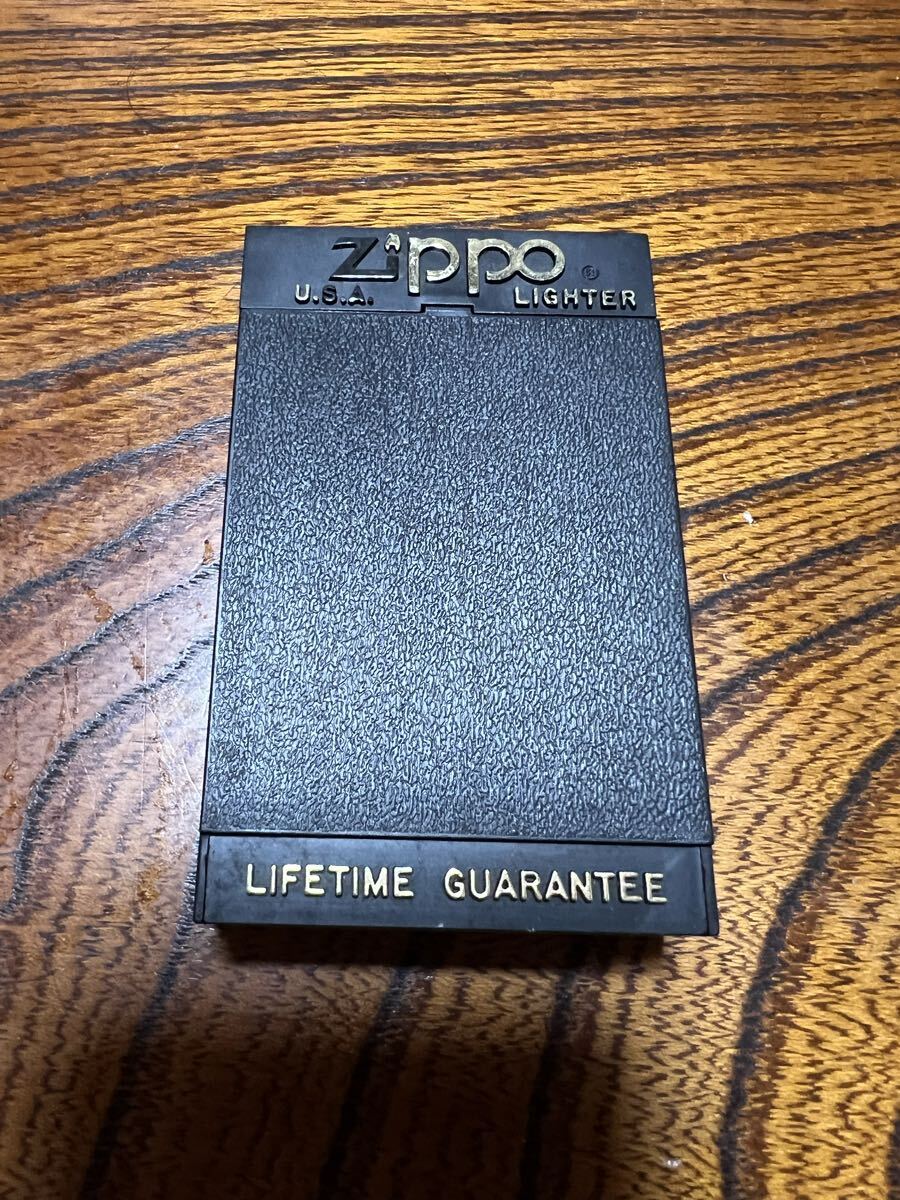 Zippo ®
U.S.A. LIGHTER
LIFETIME GUARANTEE